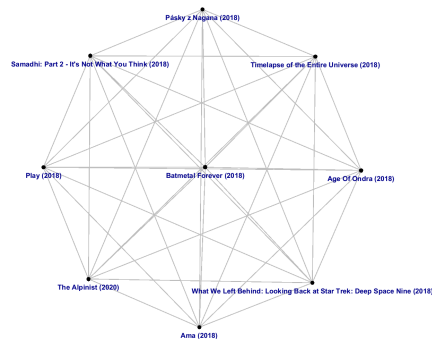 Pásky z Nagana (2018)
Samadhi: Part 2 - It's Not What You Think (2018)
Timelapse of the Entire Universe (2018)
Play (2018)
Batmetal Forever (2018)
Age Of Ondra (2018)
The Alpinist (2020)
What We Left Behind: Looking Back at Star Trek: Deep Space Nine (2018)
Ama (2018)